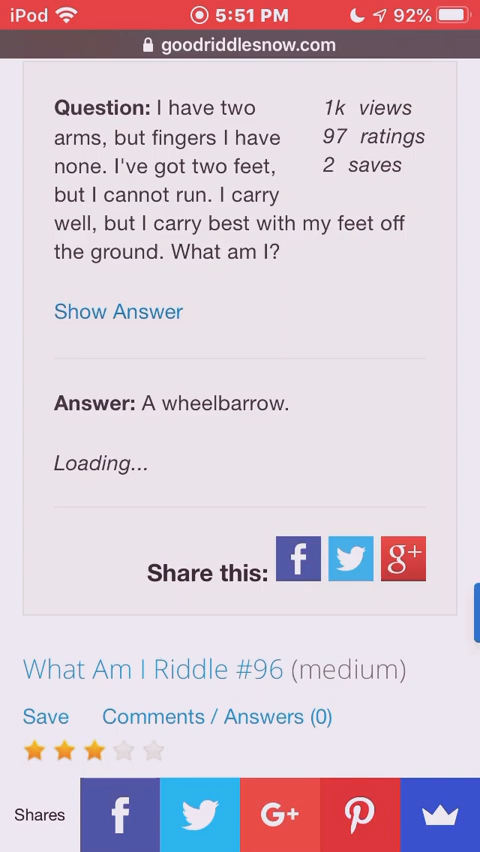 iPod 5:51 PM 92%
goodriddlesnow.com
Question: I have two
arms, but fingers I have
none. I've got two feet,
but I cannot run. I carry
well, but I carry best with my feet off
the ground. What am I?
1k views
97 ratings
2 saves
Show Answer
Answer: A wheelbarrow.
Loading...
Share this: f g+
What Am I Riddle #96 (medium)
Save Comments / Answers (0)
Shares f G+